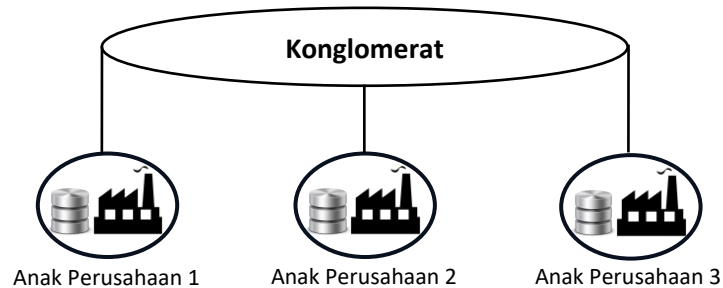 Konglomerat
Anak Perusahaan 1
Anak Perusahaan 2
Anak Perusahaan 3